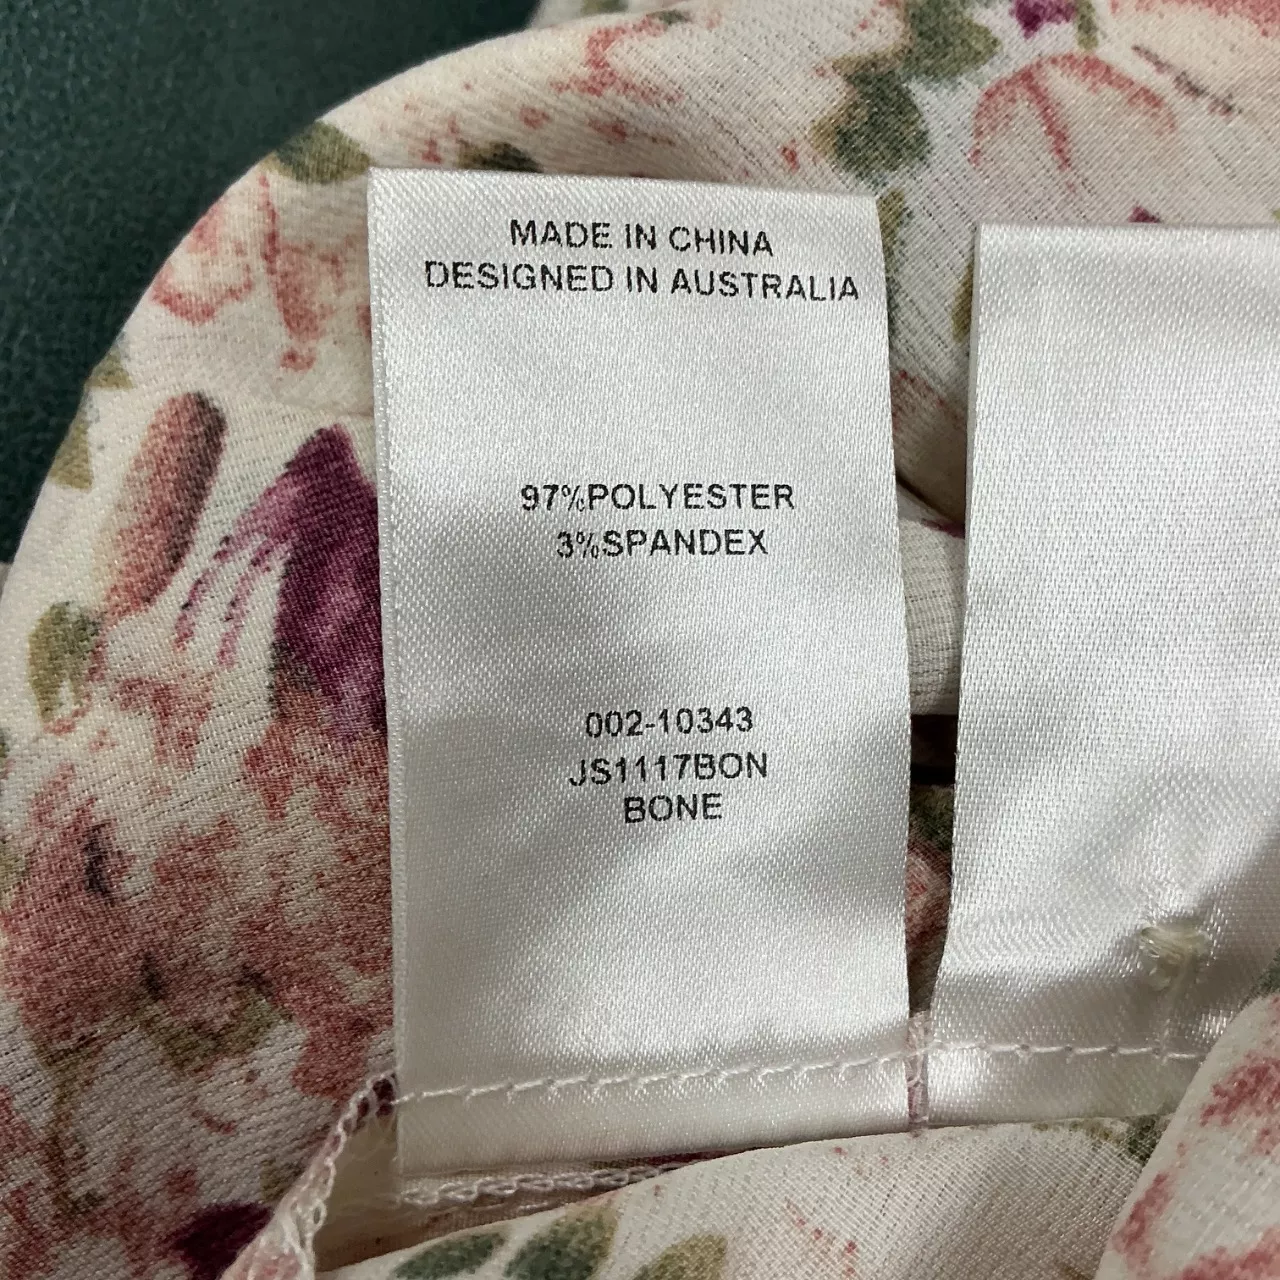 MADE IN CHINA
DESIGNED IN AUSTRALIA
97%POLYESTER
3%SPANDEX
002-10343
JS1117BON
BONE